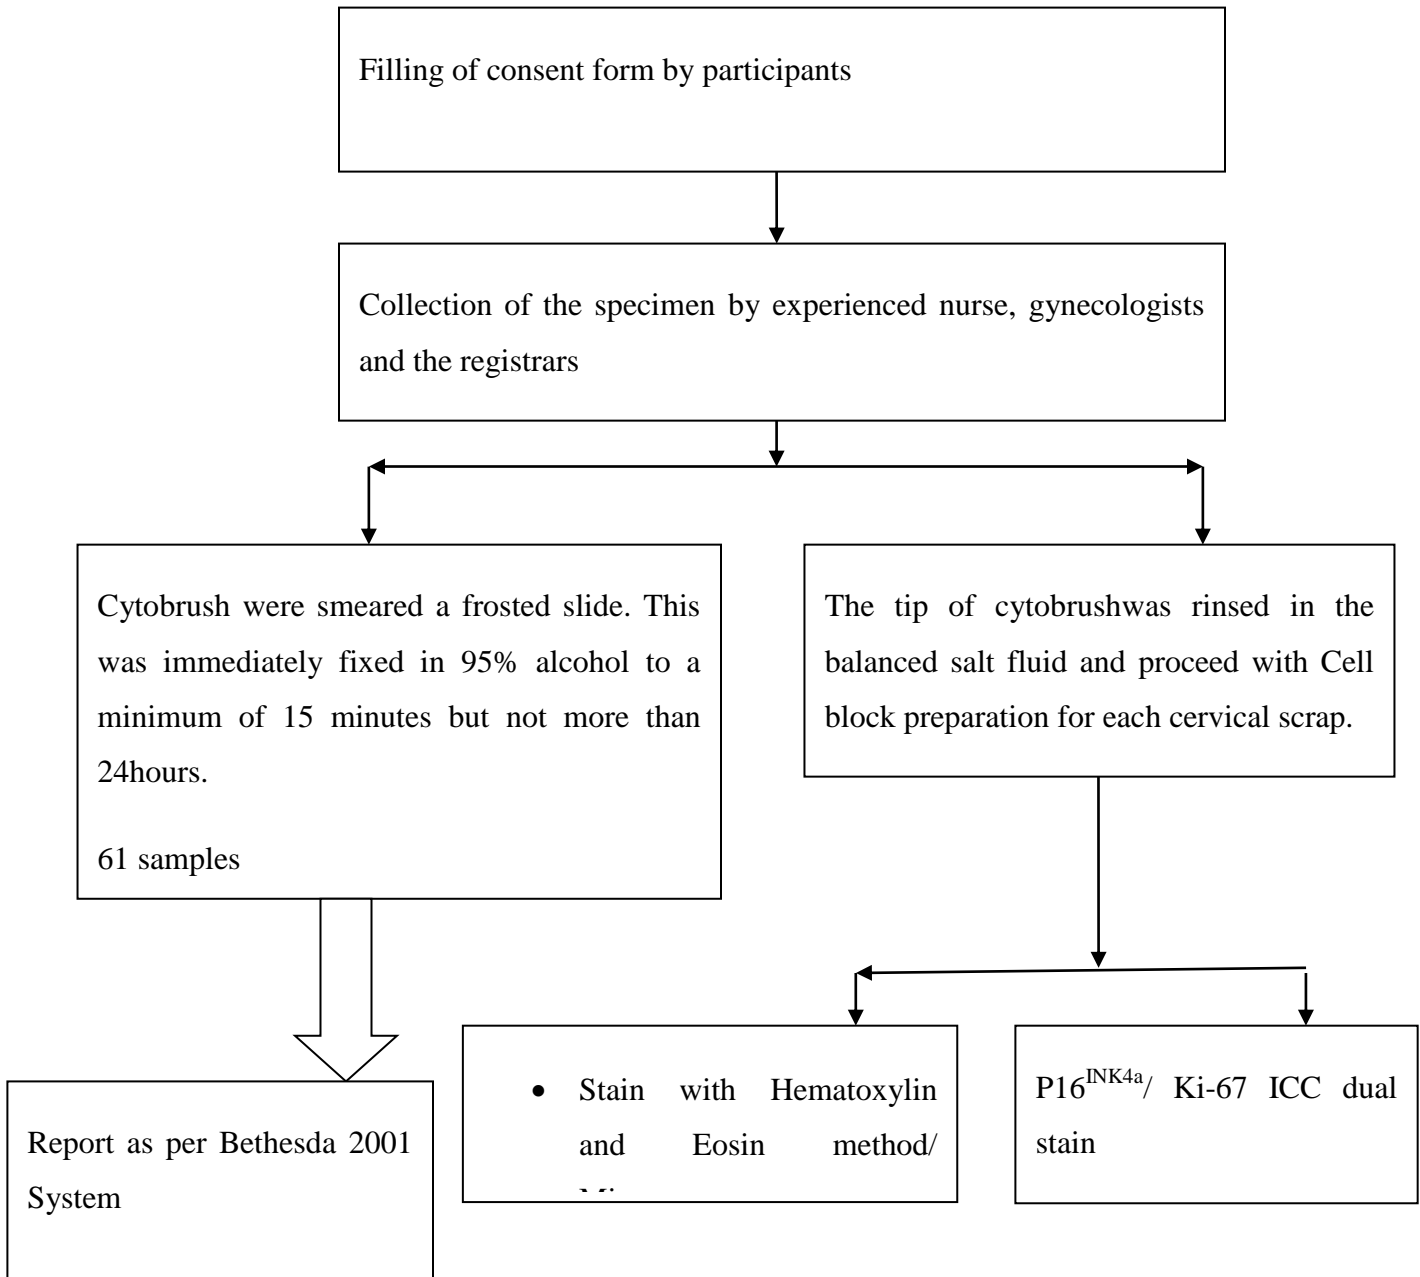 Filling of consent form by participants
Collection of the specimen by experienced nurse, gynecologists
and the registrars
Cytobrush were smeared a frosted slide. This
was immediately fixed in 95% alcohol to a
minimum of 15 minutes but not more than
24hours.
61 samples
The tip of cytobrushwas rinsed in the
balanced salt fluid and proceed with Cell
block preparation for each cervical scrap.
• Stain with Hematoxylin
and Eosin method/
P16INK4a/ Ki-67 ICC dual
stain
Report as per Bethesda 2001
System